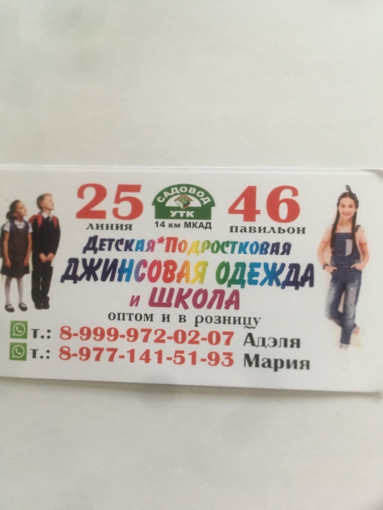 25 САДОВОД 46
линия УТК павильон
14 км МКАД
Детская*Подростковая
ДЖИНСОВАЯ ОДЕЖДА
и ШКОЛА
оптом и в розницу
т.: 8-999-972-02-07 Адэля
т.: 8-977-141-51-93 Мария